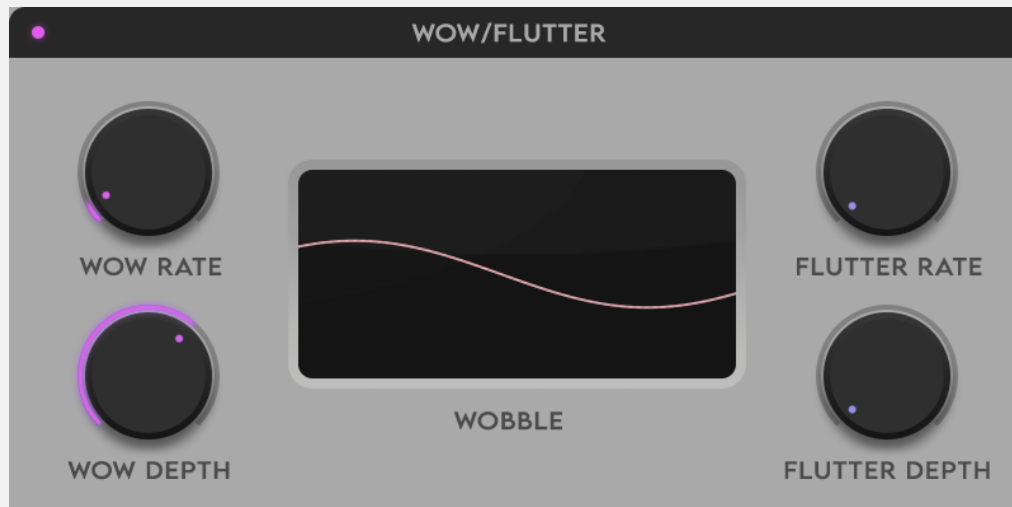 WOW/FLUTTER
WOW RATE
FLUTTER RATE
WOBBLE
WOW DEPTH
FLUTTER DEPTH